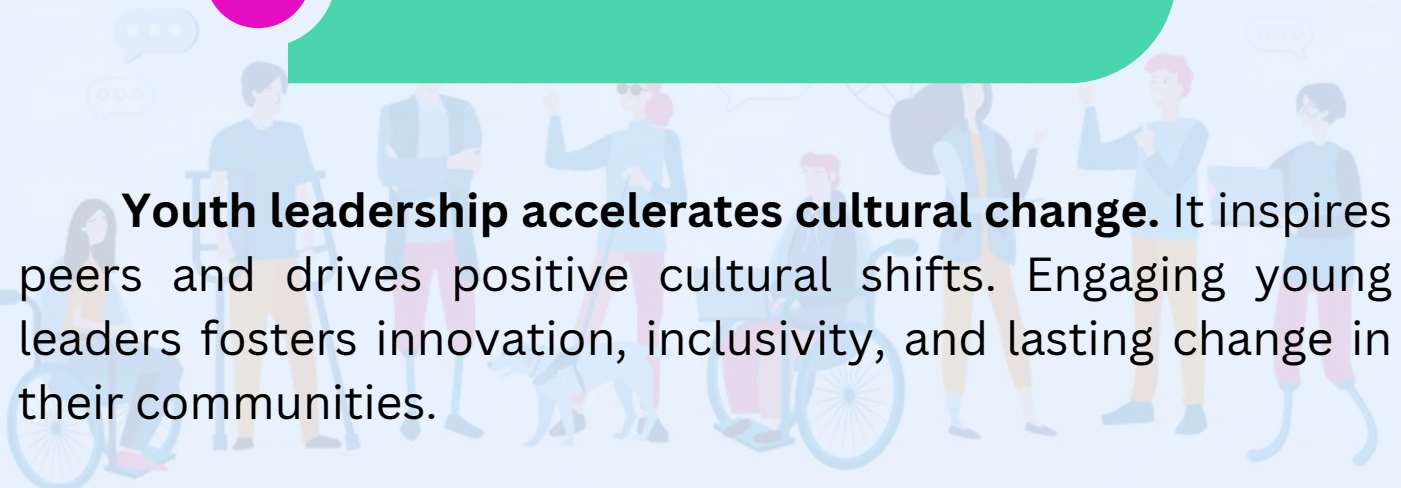 Youth leadership accelerates cultural change. It inspires
peers and drives positive cultural shifts. Engaging young
leaders fosters innovation, inclusivity, and lasting change in
their communities.